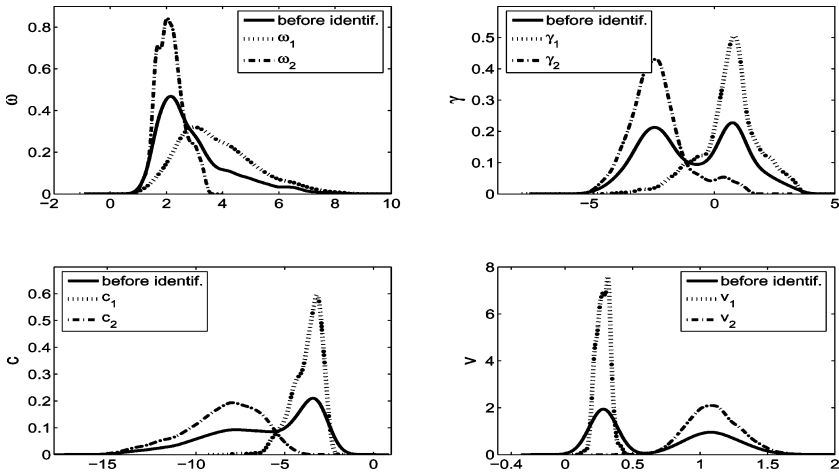 0.8
0.6
0.4
0.2
0
ω
before identif.
ω1
ω2
−2 0 2 4 6 8 10
0.6
0.5
0.4
0.3
0.2
0.1
0
γ
before identif.
γ1
γ2
−5 0 5
0.6
0.5
0.4
0.3
0.2
0.1
0
c
before identif.
c1
c2
−15 −10 −5 0
8
6
4
2
0
v
before identif.
v1
v2
−0.4 0 0.5 1 1.5 2